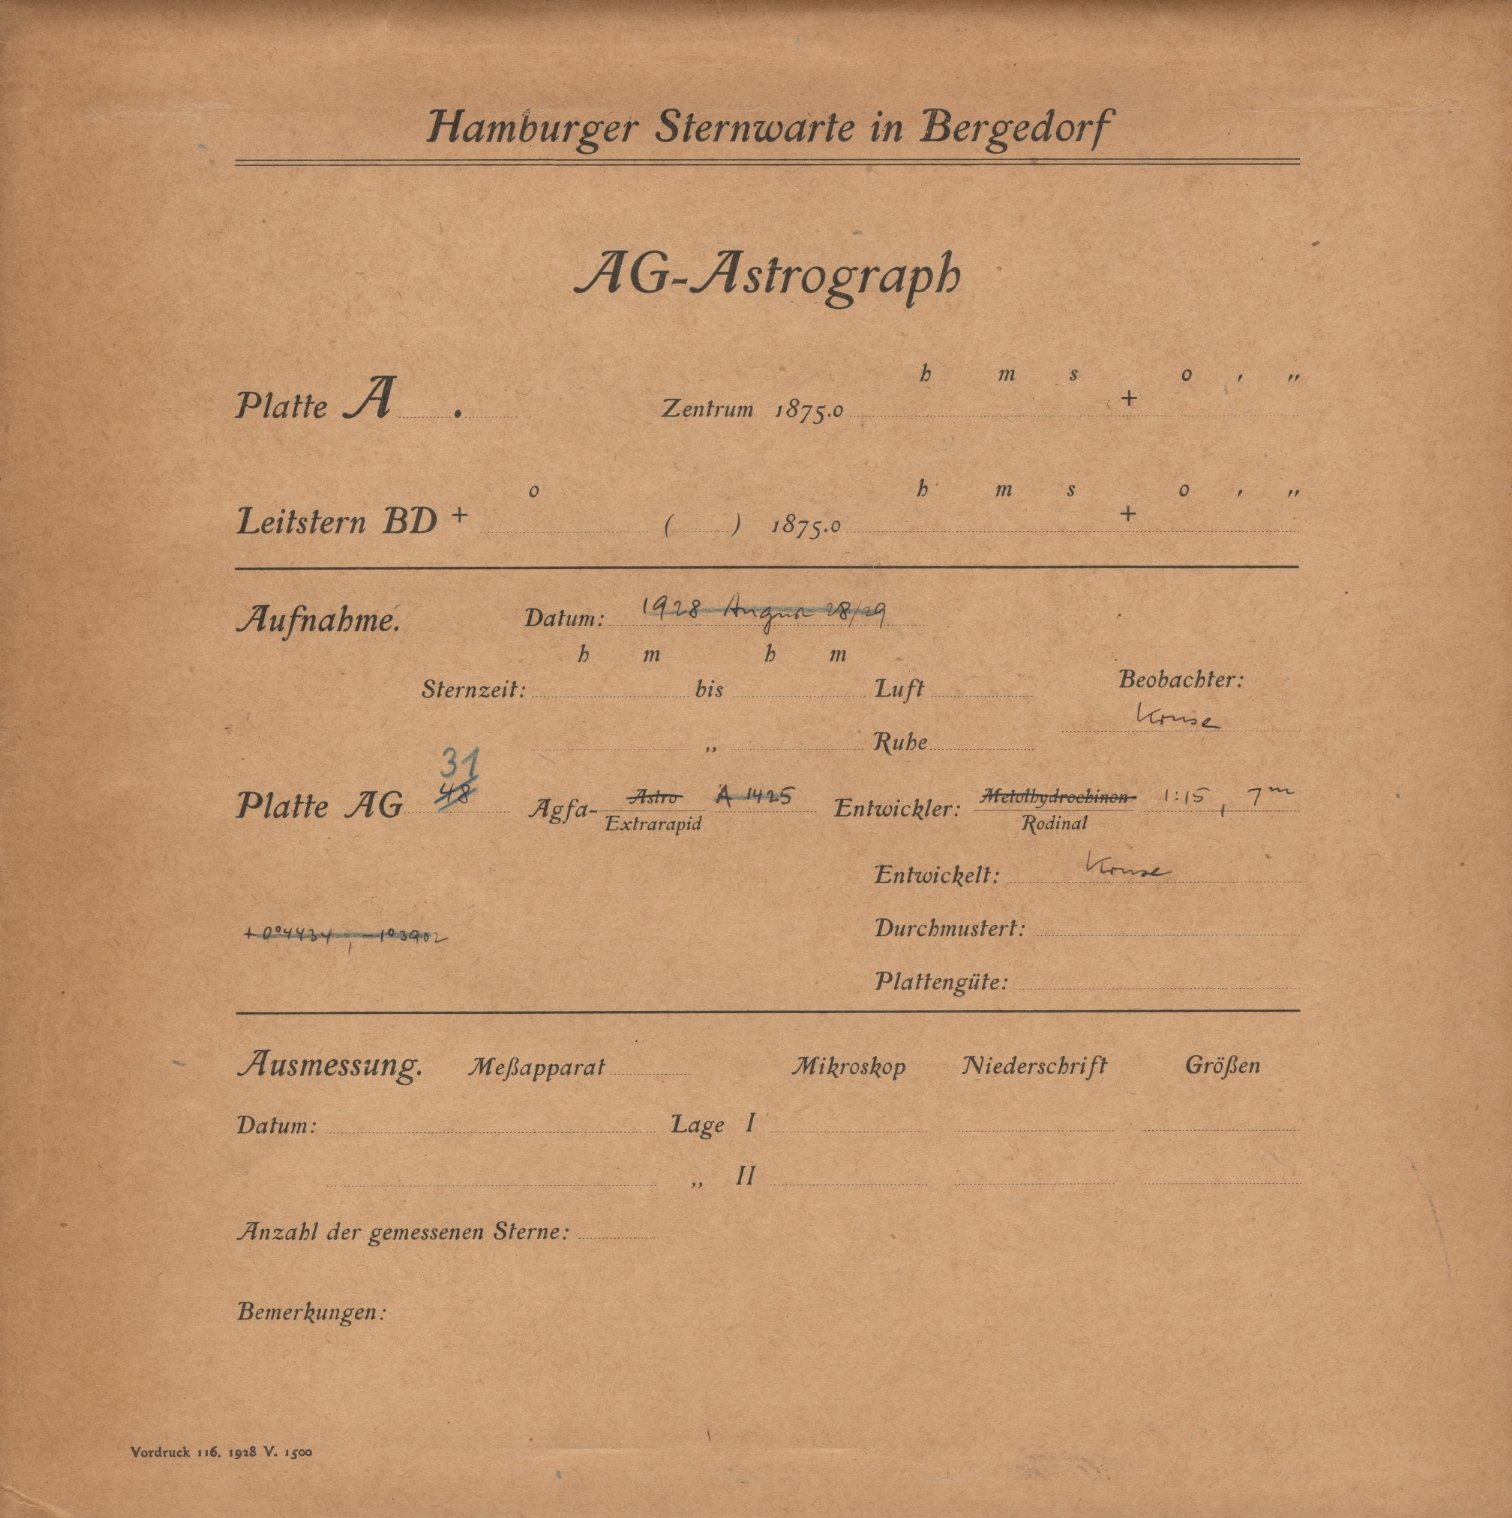 Hamburger Sternwarte in Bergedorf
AG-Astrograph
h m s o ′ ″
Platte A . Zentrum 1875.0 +
o h m s o ′ ″
Leitstern BD + ( ) 1875.0 +
Aufnahme. Datum: 1928 August 28/29
h m h m
Sternzeit: bis Luft Beobachter:
Kruse
„ Ruhe
31
Platte AG 48 Agfa- Astro A 1425 Entwickler: Metolhydrochinon 1:15, 7m
Extrarapid Rodinal
Entwickelt: Kruse
+0°4434, -1°3902 Durchmustert:
Plattengüte:
Ausmessung. Meßapparat Mikroskop Niederschrift Größen
Datum: Lage I
„ II
Anzahl der gemessenen Sterne:
Bemerkungen:
Vordruck 116. 1928 V. 1500